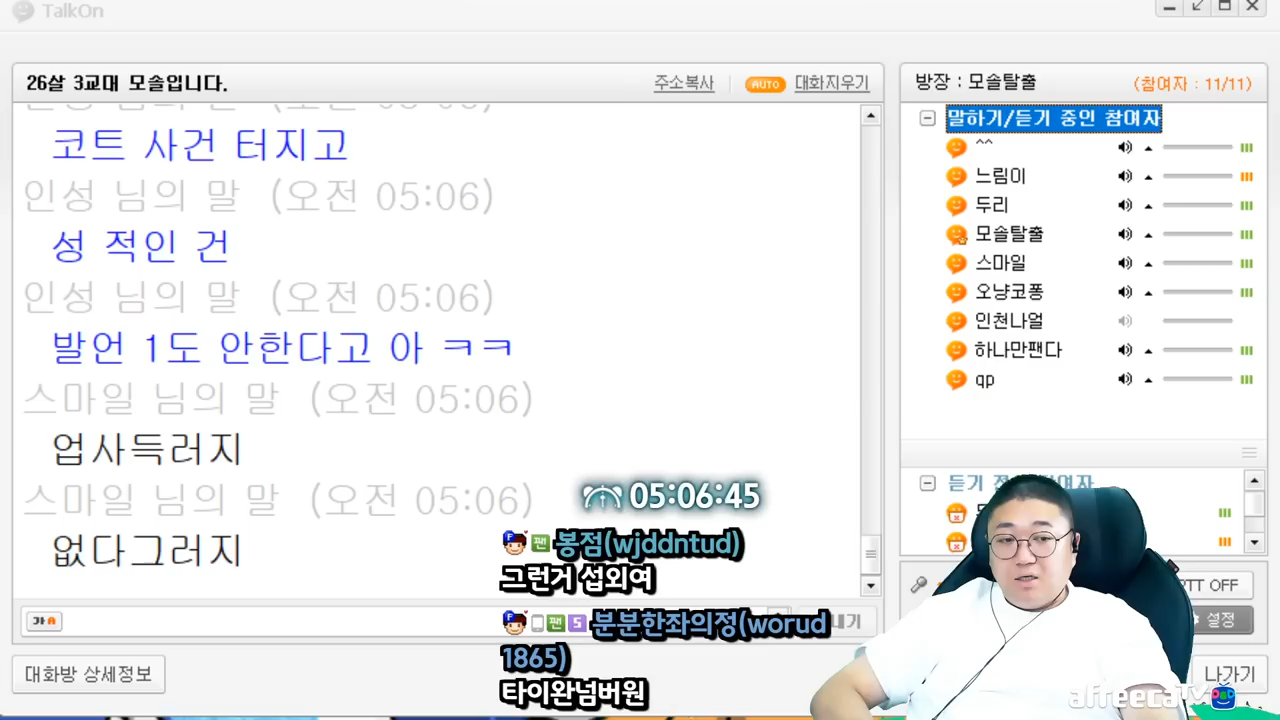 TalkOn
26살 3교대 모솔입니다.
주소복사
AUTO
대화지우기
코트 사건 터지고
인성 님의 말 (오전 05:06)
성 적인 건
인성 님의 말 (오전 05:06)
발언 1도 안한다고 아 ㅋㅋ
스마일 님의 말 (오전 05:06)
업사득러지
스마일 님의 말 (오전 05:06)
없다그러지
가
대화방 상세정보
방장 : 모솔탈출
(참여자 : 11/11)
말하기/듣기 중인 참여자
^^
느림이
두리
모솔탈출
스마일
오냥코퐁
인천나얼
하나만팬다
qp
05:06:45
팬 봉점(wjddntud)
그런거 섭외여
팬 S 분분한좌의정(worud
1865)
타이완넘버원
OFF
설정
나가기
afreecaTV